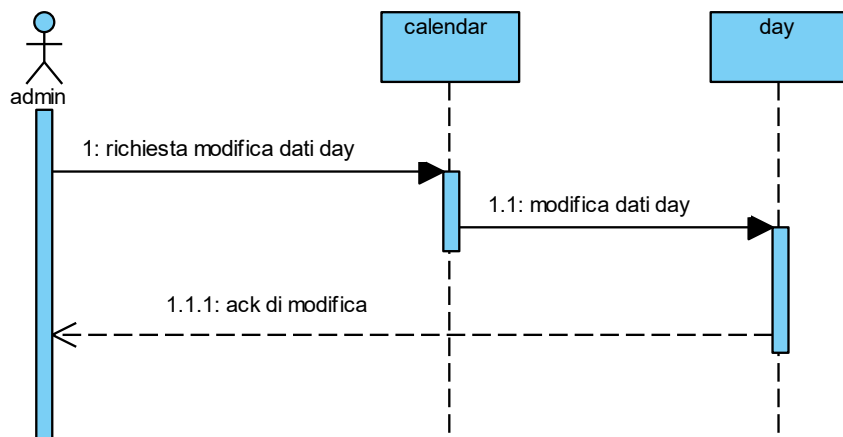 calendar
day
admin
1: richiesta modifica dati day
1.1: modifica dati day
1.1.1: ack di modifica